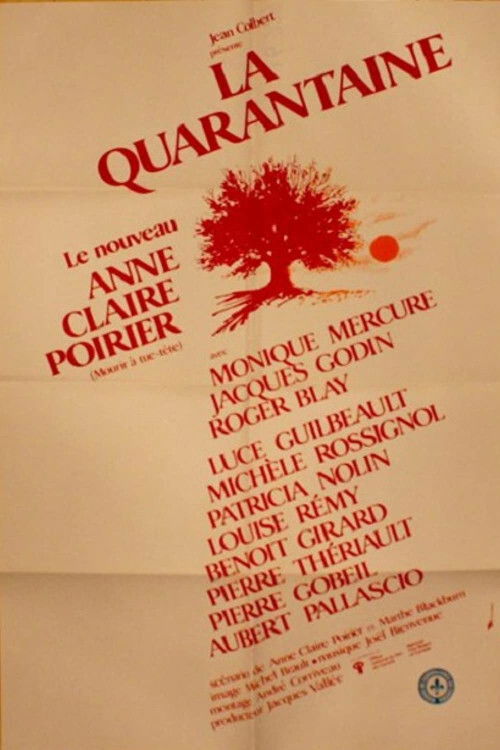 Jean Colbert
présente
LA
QUARANTAINE
Le nouveau
ANNE
CLAIRE
POIRIER
(Mourir à tue-tête)
avec
MONIQUE MERCURE
JACQUES GODIN
ROGER BLAY
LUCE GUILBEAULT
MICHÈLE ROSSIGNOL
PATRICIA NOLIN
LOUISE RÉMY
BENOIT GIRARD
PIERRE THÉRIAULT
PIERRE GOBEIL
AUBERT PALLASCIO
scénario de Anne Claire Poirier et Marthe Blackburn
image Michel Brault • musique Joël Bienvenue
montage André Corriveau
producteur Jacques Vallée